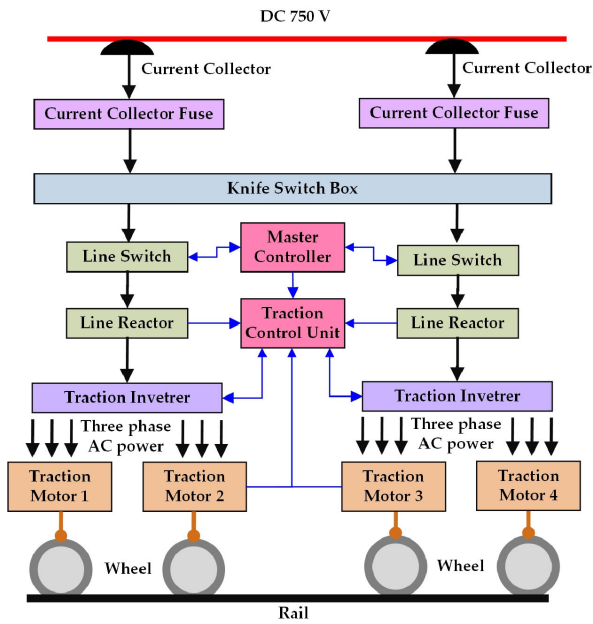 DC 750 V
Current Collector
Current Collector
Current Collector Fuse
Current Collector Fuse
Knife Switch Box
Line Switch
Master
Controller
Line Switch
Line Reactor
Traction
Control Unit
Line Reactor
Traction Invetrer
Traction Invetrer
Three phase
AC power
Three phase
AC power
Traction
Motor 1
Traction
Motor 2
Traction
Motor 3
Traction
Motor 4
Wheel
Wheel
Rail